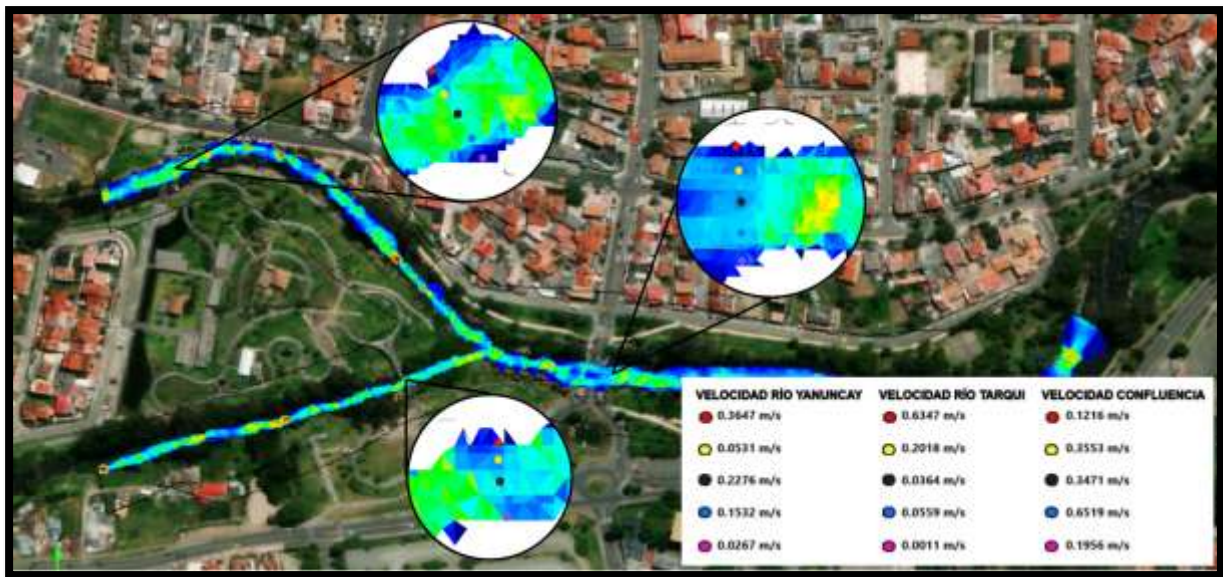 VELOCIDAD RÍO YANUNCAY VELOCIDAD RÍO TARQUI VELOCIDAD CONFLUENCIA
0.3647 m/s 0.6347 m/s 0.1216 m/s
0.0531 m/s 0.2018 m/s 0.3553 m/s
0.2276 m/s 0.0364 m/s 0.3471 m/s
0.1532 m/s 0.0559 m/s 0.6519 m/s
0.0267 m/s 0.0011 m/s 0.1956 m/s